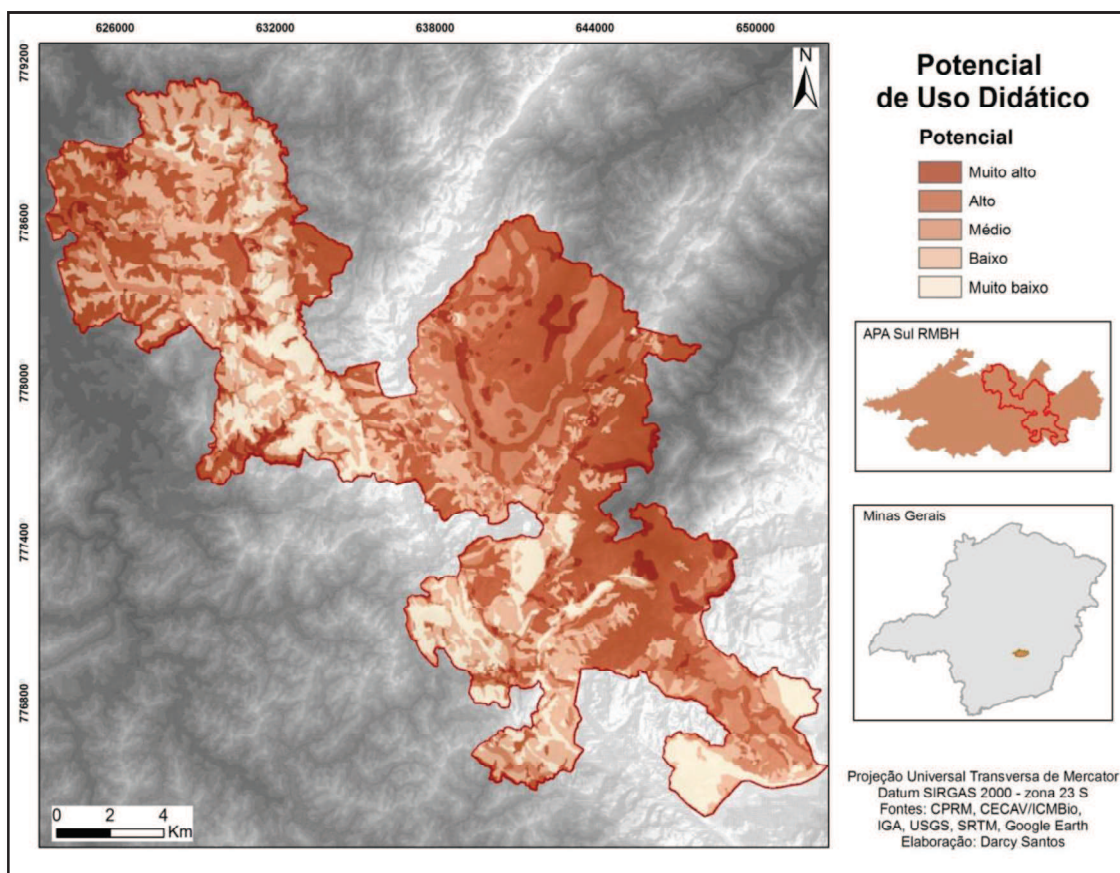 626000 632000 638000 644000 650000
779200
778600
778000
777400
776800
N
0 2 4
Km
Potencial
de Uso Didático
Potencial
Muito alto
Alto
Médio
Baixo
Muito baixo
APA Sul RMBH
Minas Gerais
Projeção Universal Transversa de Mercator
Datum SIRGAS 2000 - zona 23 S
Fontes: CPRM, CECAV/ICMBio,
IGA, USGS, SRTM, Google Earth
Elaboração: Darcy Santos